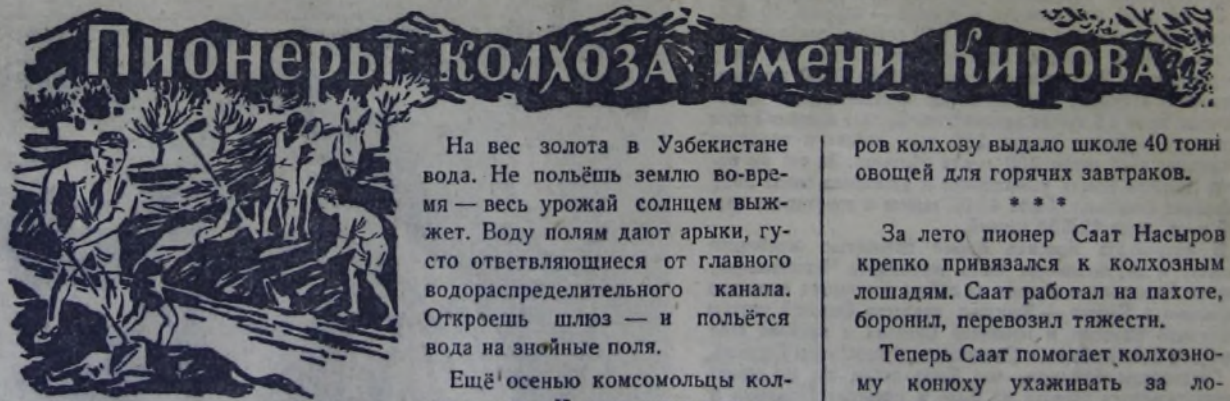 Пионеры колхоза имени Кирова
На вес золота в Узбекистане
вода. Не польёшь землю во-вре-
мя — весь урожай солнцем выж-
жет. Воду полям дают арыки, гу-
сто ответвляющиеся от главного
водораспределительного канала.
Откроешь шлюз — и польётся
вода на знойные поля.
Ещё осенью комсомольцы кол-
ров колхозу выдало школе 40 тонн
овощей для горячих завтраков.
* * *
За лето пионер Саат Насыров
крепко привязался к колхозным
лошадям. Саат работал на пахоте,
боронил, перевозил тяжести.
Теперь Саат помогает колхозно-
му конюху ухаживать за ло-